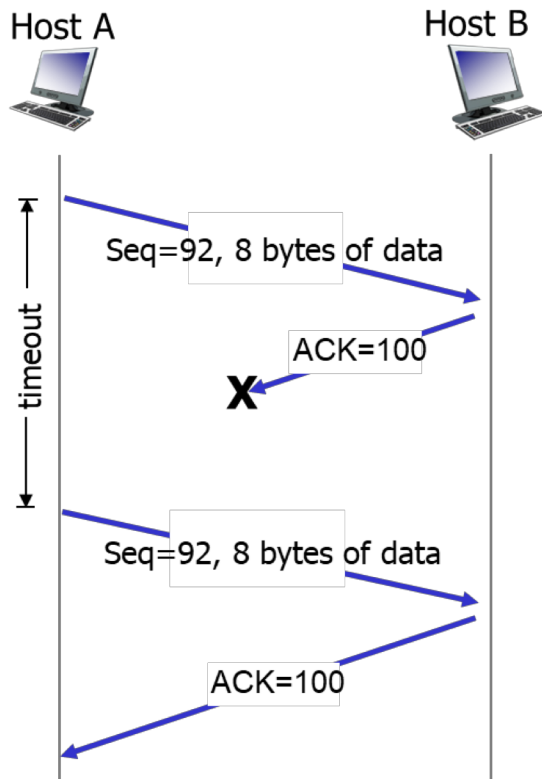 Host A
Host B
Seq=92, 8 bytes of data
ACK=100
X
timeout
Seq=92, 8 bytes of data
ACK=100